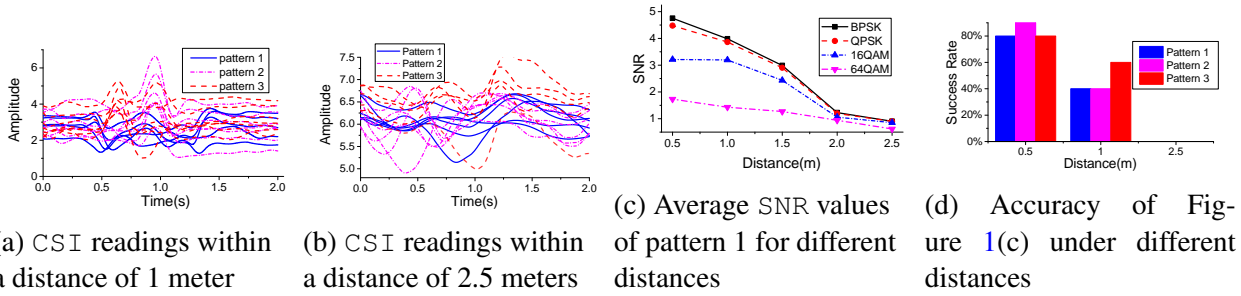 8
6
4
2
0
Amplitude
0.0 0.5 1.0 1.5 2.0
Time(s)
pattern 1
pattern 2
pattern 3
7.5
7.0
6.5
6.0
5.5
5.0
Amplitude
0.0 0.5 1.0 1.5 2.0
Time(s)
Pattern 1
Pattern 2
Pattern 3
5
4
3
2
1
SNR
0.5 1.0 1.5 2.0 2.5
Distance(m)
BPSK
QPSK
16QAM
64QAM
80%
60%
40%
20%
0%
Success Rate
0.5 1 2.5
Distance(m)
Pattern 1
Pattern 2
Pattern 3
(a) CSI readings within
a distance of 1 meter
(b) CSI readings within
a distance of 2.5 meters
(c) Average SNR values
of pattern 1 for different
distances
(d) Accuracy of Fig-
ure 1(c) under different
distances